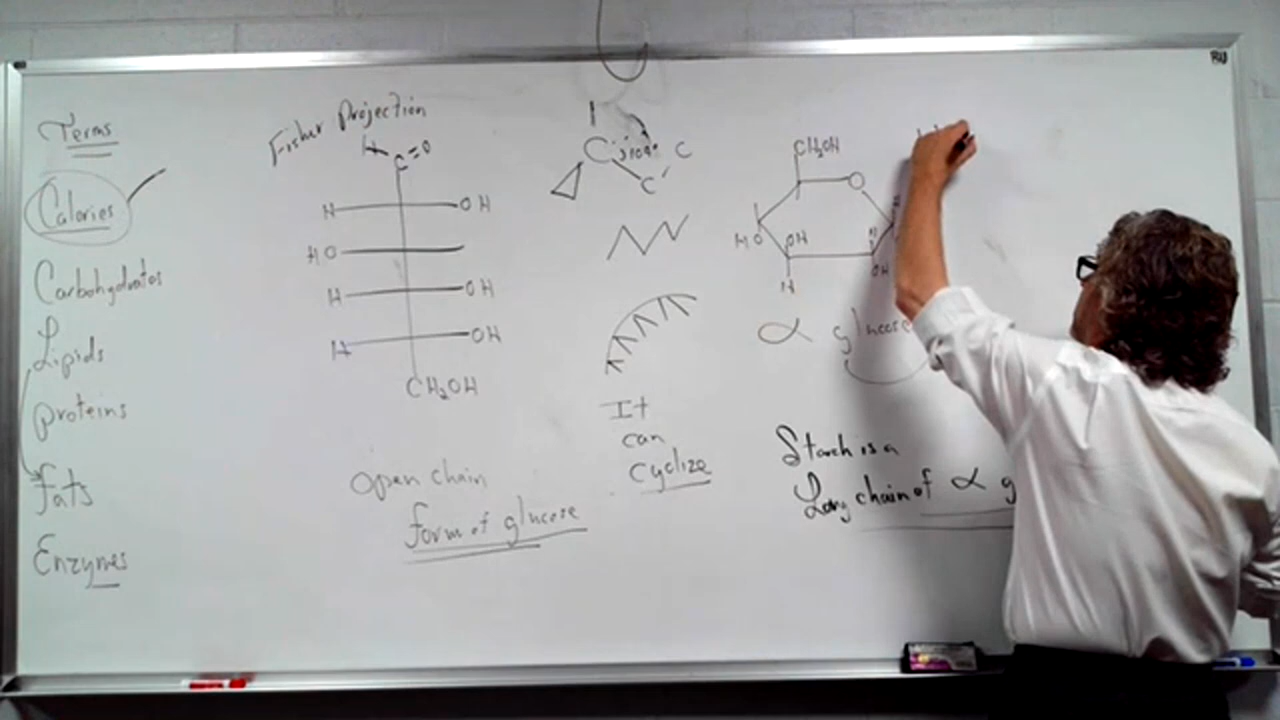 Terms
Calories
Carbohydrates
Lipids
Proteins
Fats
Enzymes
Fisher Projection
H C=O
H OH
HO
H OH
H OH
CH₂OH
open chain
form of glucose
C C
C
It
can
cyclize
CH₂OH
O
HO OH H
OH
H
α glucose
Starch is a
Long chain of α g
BU